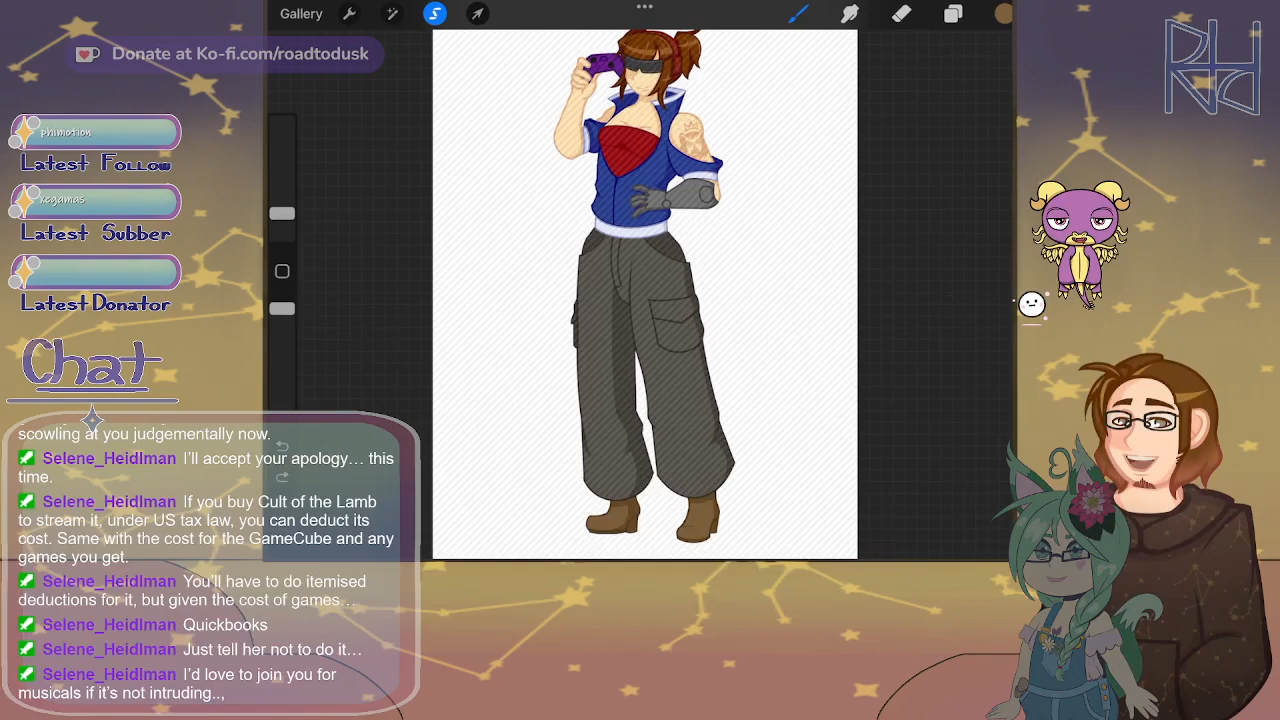 Gallery
Donate at Ko-fi.com/roadtodusk
phimotion
Latest Follow
xcgamas
Latest Subber
Latest Donator
Chat
scowling at you judgementally now.
Selene_Heidlman I'll accept your apology… this
time.
Selene_Heidlman If you buy Cult of the Lamb
to stream it, under US tax law, you can deduct its
cost. Same with the cost for the GameCube and any
games you get.
Selene_Heidlman You'll have to do itemised
deductions for it, but given the cost of games…
Selene_Heidlman Quickbooks
Selene_Heidlman Just tell her not to do it…
Selene_Heidlman I'd love to join you for
musicals if it's not intruding..,